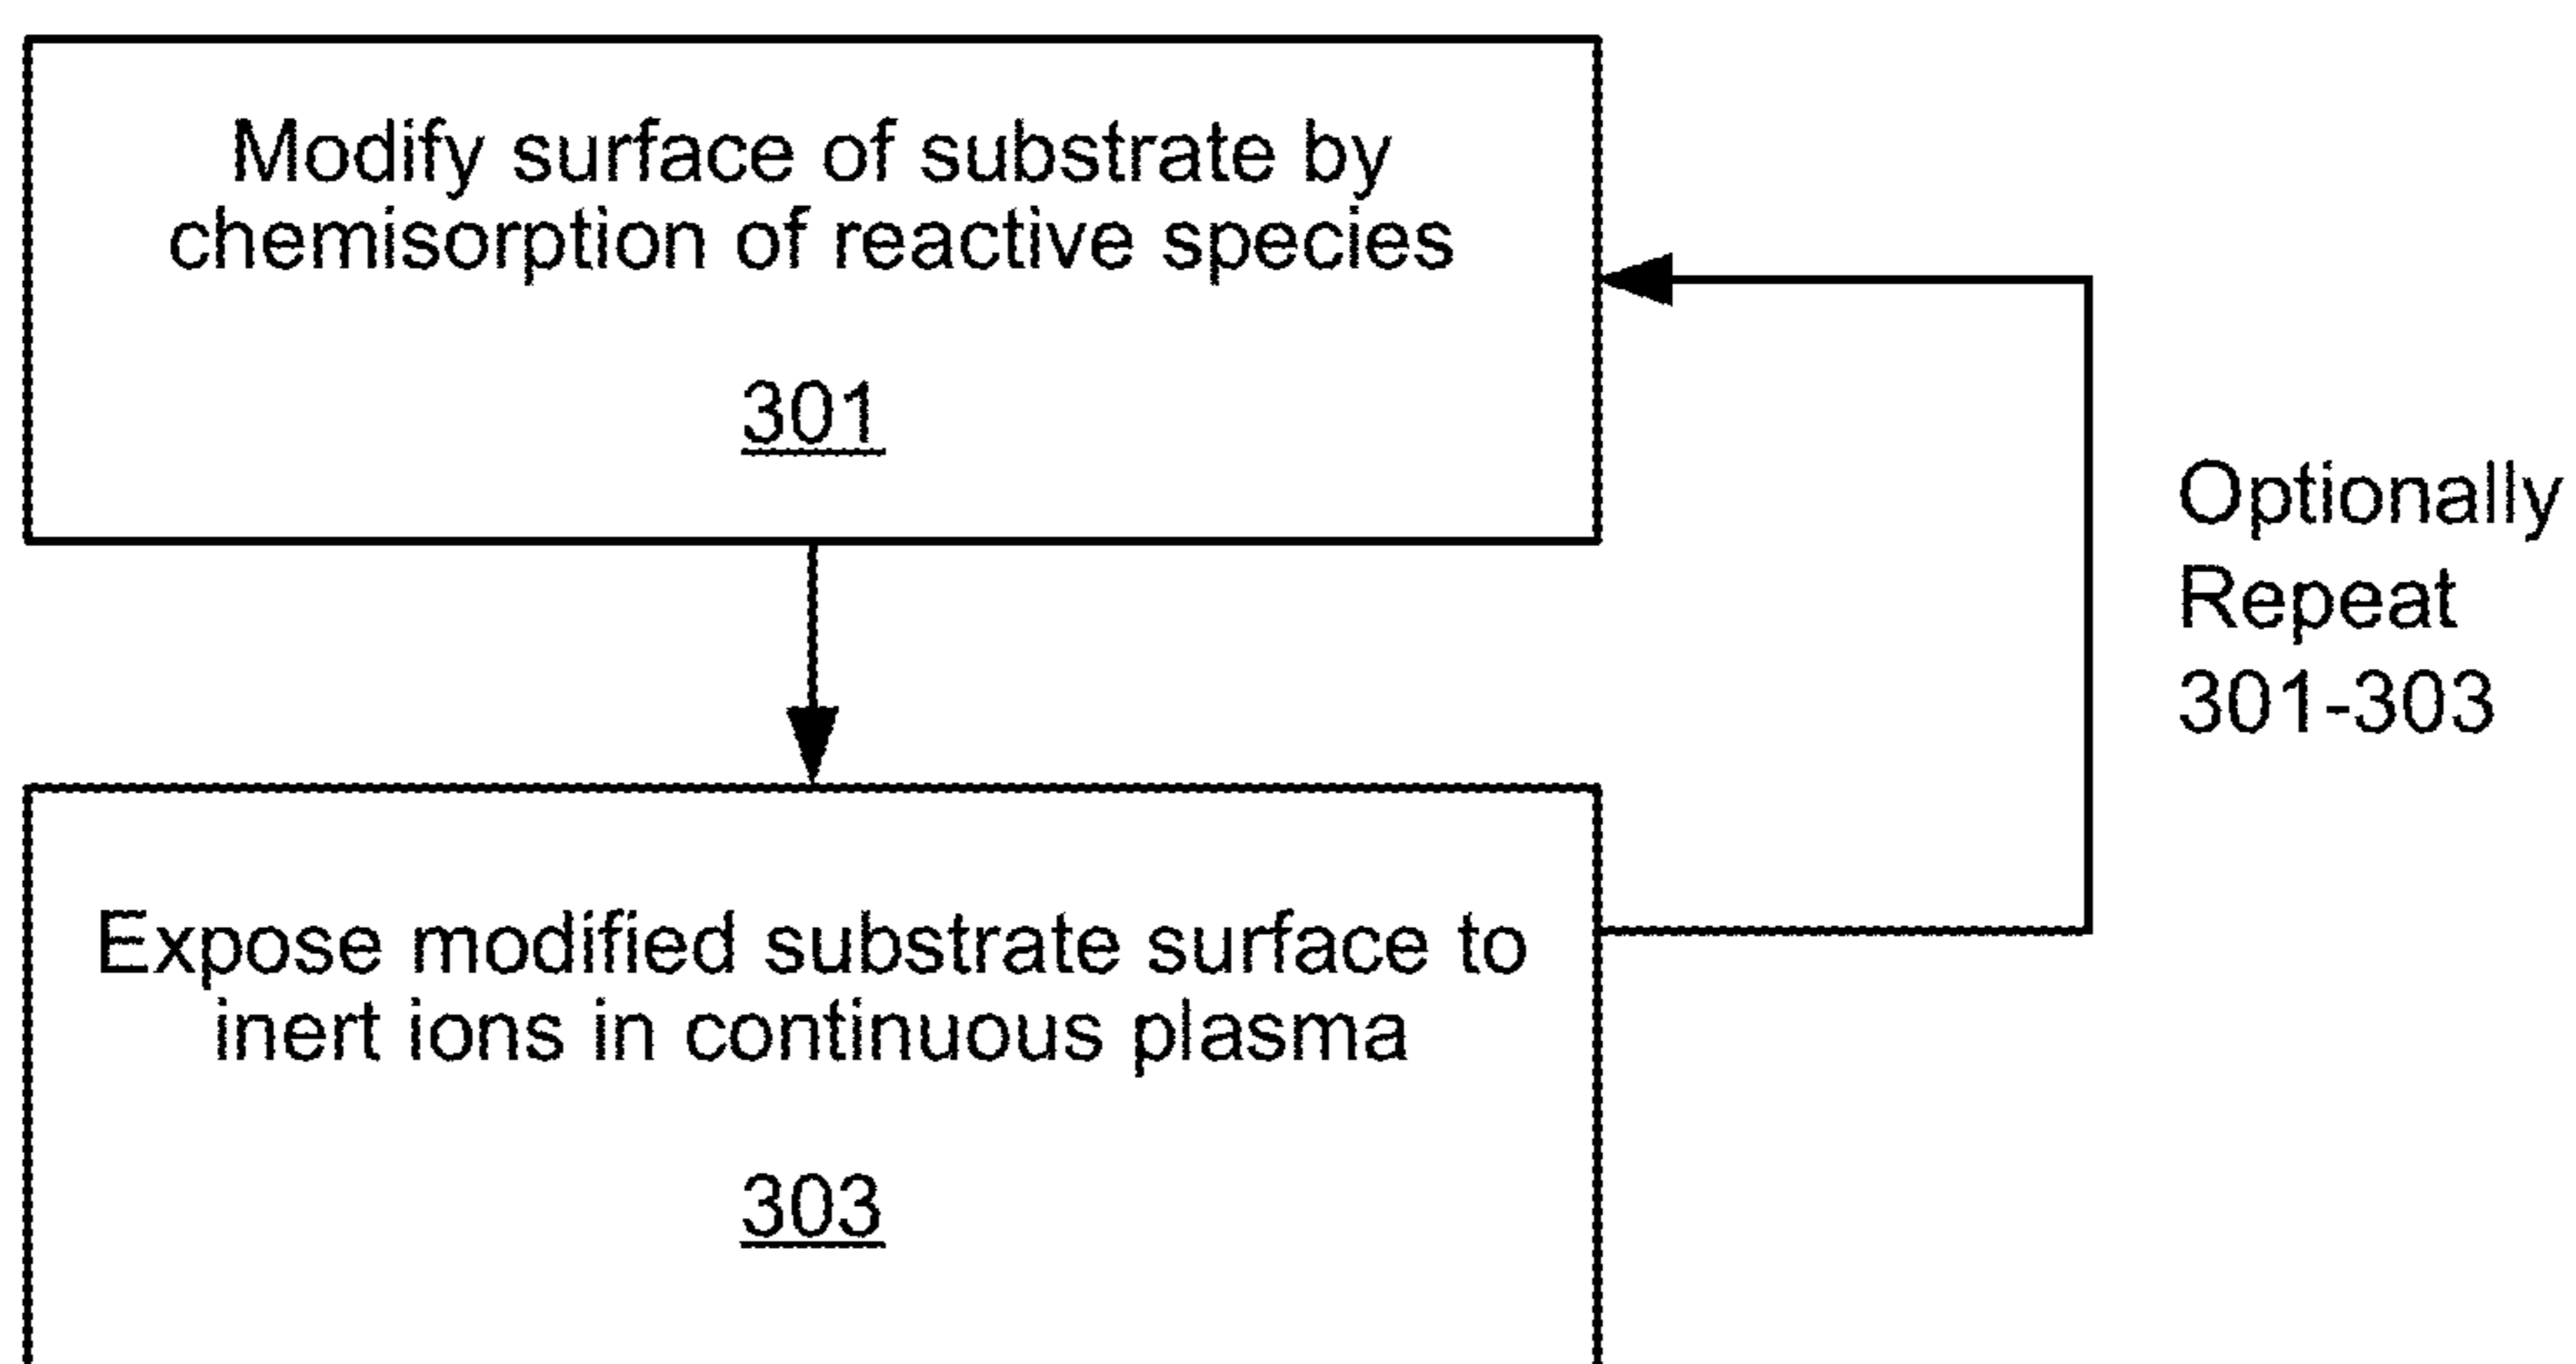 Modify surface of substrate by
chemisorption of reactive species
301
Optionally
Repeat
301-303
Expose modified substrate surface to
inert ions in continuous plasma
303